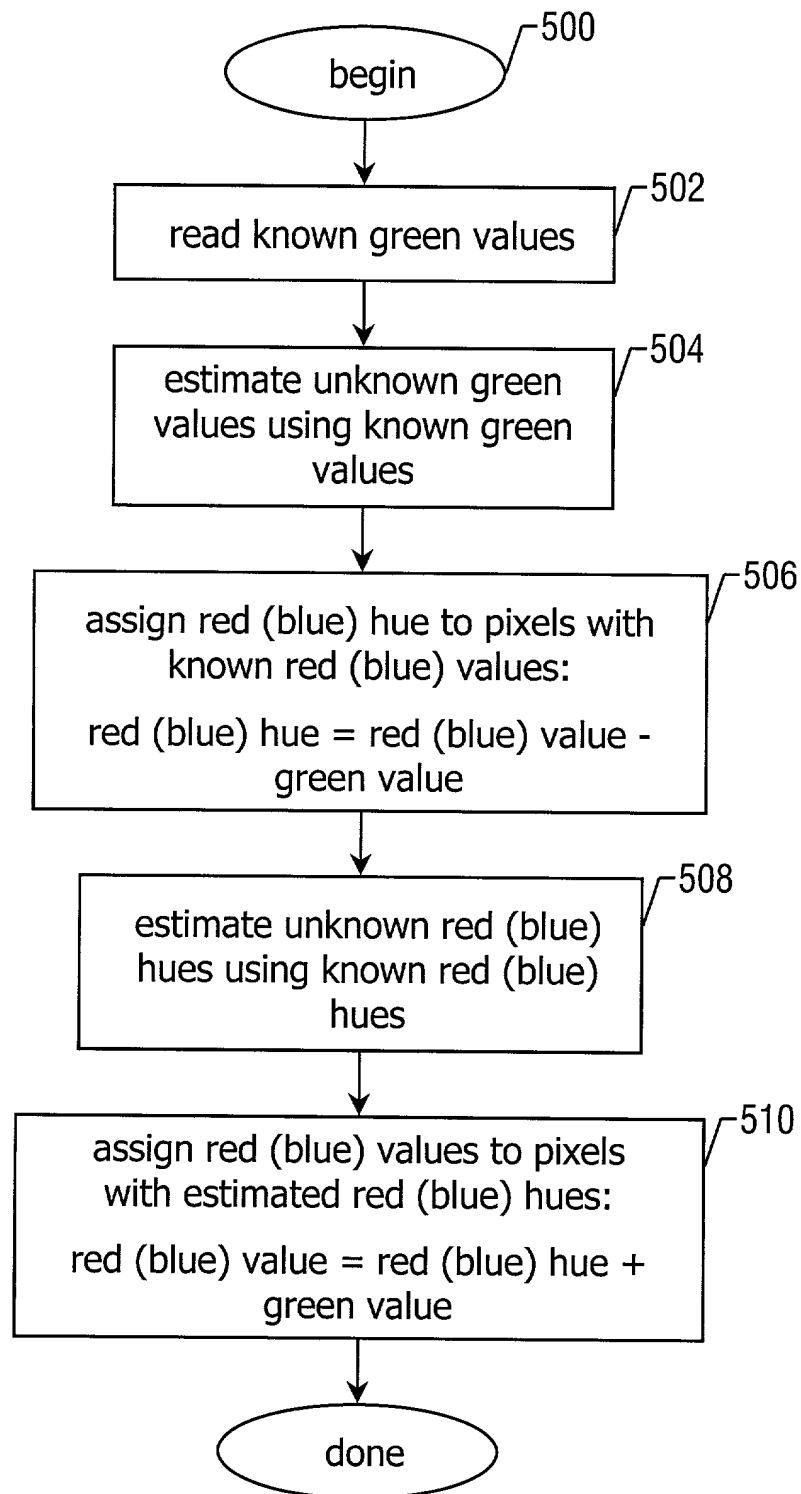 500
begin
502
read known green values
504
estimate unknown green
values using known green
values
506
assign red (blue) hue to pixels with
known red (blue) values:
red (blue) hue = red (blue) value -
green value
508
estimate unknown red (blue)
hues using known red (blue)
hues
510
assign red (blue) values to pixels
with estimated red (blue) hues:
red (blue) value = red (blue) hue +
green value
done